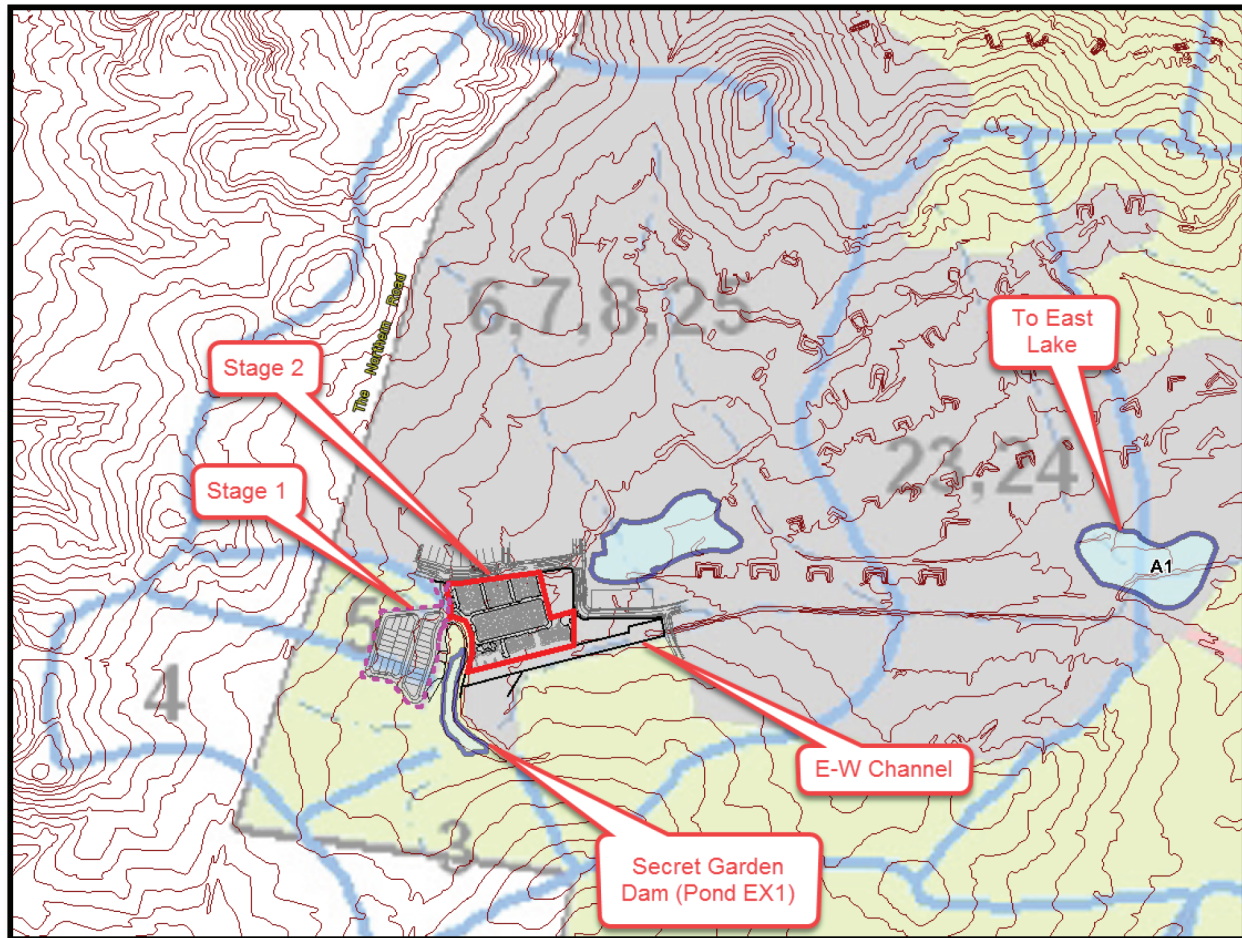 6,7,8,25
The Northern Road
To East
Lake
Stage 2
23,24
Stage 1
A1
5
4
E-W Channel
3
Secret Garden
Dam (Pond EX1)